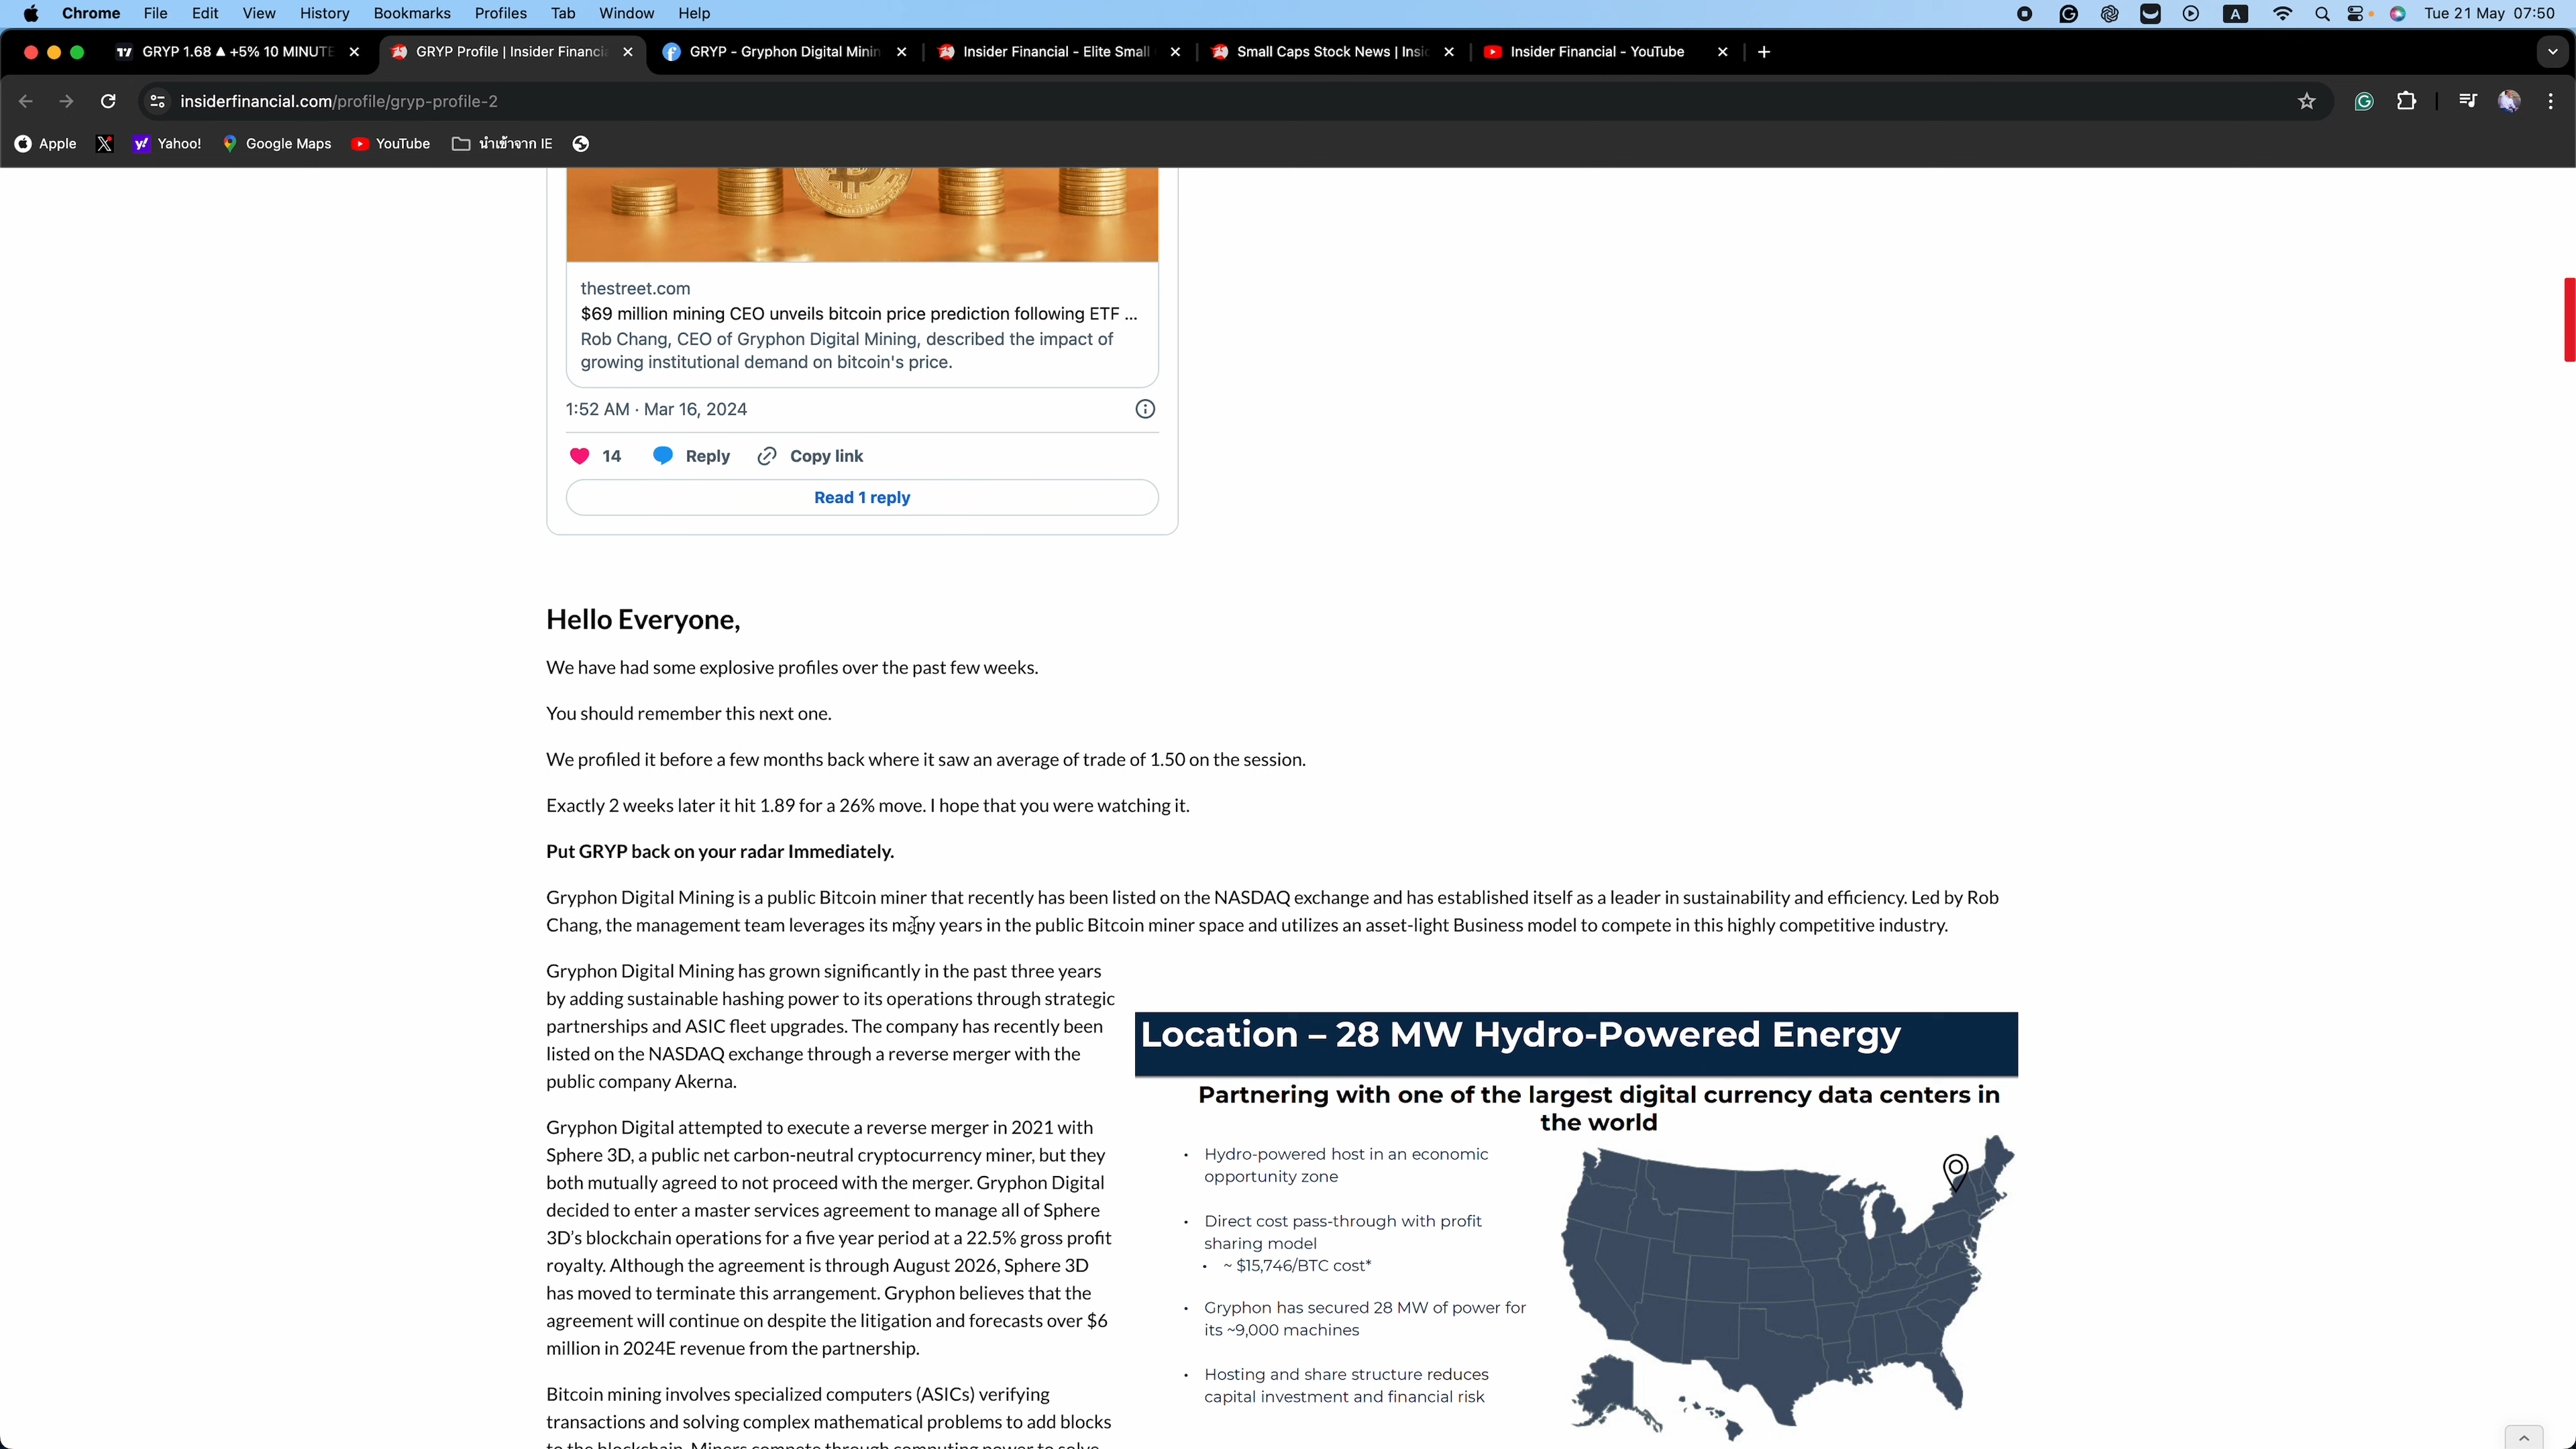 Chrome File Edit View History Bookmarks Profiles Tab Window Help
A
Tue 21 May 07:50
GRYP 1.68 ▲ +5% 10 MINUTE
GRYP Profile | Insider Financia
GRYP - Gryphon Digital Minin
Insider Financial - Elite Small
Small Caps Stock News | Insi
Insider Financial - YouTube
insiderfinancial.com/profile/gryp-profile-2
Apple
Yahoo!
Google Maps
YouTube
นำเข้าจาก IE
thestreet.com
$69 million mining CEO unveils bitcoin price prediction following ETF ...
Rob Chang, CEO of Gryphon Digital Mining, described the impact of
growing institutional demand on bitcoin's price.
1:52 AM · Mar 16, 2024
14 Reply Copy link
Read 1 reply
Hello Everyone,
We have had some explosive profiles over the past few weeks.
You should remember this next one.
We profiled it before a few months back where it saw an average of trade of 1.50 on the session.
Exactly 2 weeks later it hit 1.89 for a 26% move. I hope that you were watching it.
Put GRYP back on your radar Immediately.
Gryphon Digital Mining is a public Bitcoin miner that recently has been listed on the NASDAQ exchange and has established itself as a leader in sustainability and efficiency. Led by Rob
Chang, the management team leverages its many years in the public Bitcoin miner space and utilizes an asset-light Business model to compete in this highly competitive industry.
Gryphon Digital Mining has grown significantly in the past three years
by adding sustainable hashing power to its operations through strategic
partnerships and ASIC fleet upgrades. The company has recently been
listed on the NASDAQ exchange through a reverse merger with the
public company Akerna.
Gryphon Digital attempted to execute a reverse merger in 2021 with
Sphere 3D, a public net carbon-neutral cryptocurrency miner, but they
both mutually agreed to not proceed with the merger. Gryphon Digital
decided to enter a master services agreement to manage all of Sphere
3D's blockchain operations for a five year period at a 22.5% gross profit
royalty. Although the agreement is through August 2026, Sphere 3D
has moved to terminate this arrangement. Gryphon believes that the
agreement will continue on despite the litigation and forecasts over $6
million in 2024E revenue from the partnership.
Bitcoin mining involves specialized computers (ASICs) verifying
transactions and solving complex mathematical problems to add blocks
to the blockchain. Miners compete through computing power to solve
Location – 28 MW Hydro-Powered Energy
Partnering with one of the largest digital currency data centers in
the world
• Hydro-powered host in an economic
opportunity zone
• Direct cost pass-through with profit
sharing model
• ~ $15,746/BTC cost*
• Gryphon has secured 28 MW of power for
its ~9,000 machines
• Hosting and share structure reduces
capital investment and financial risk